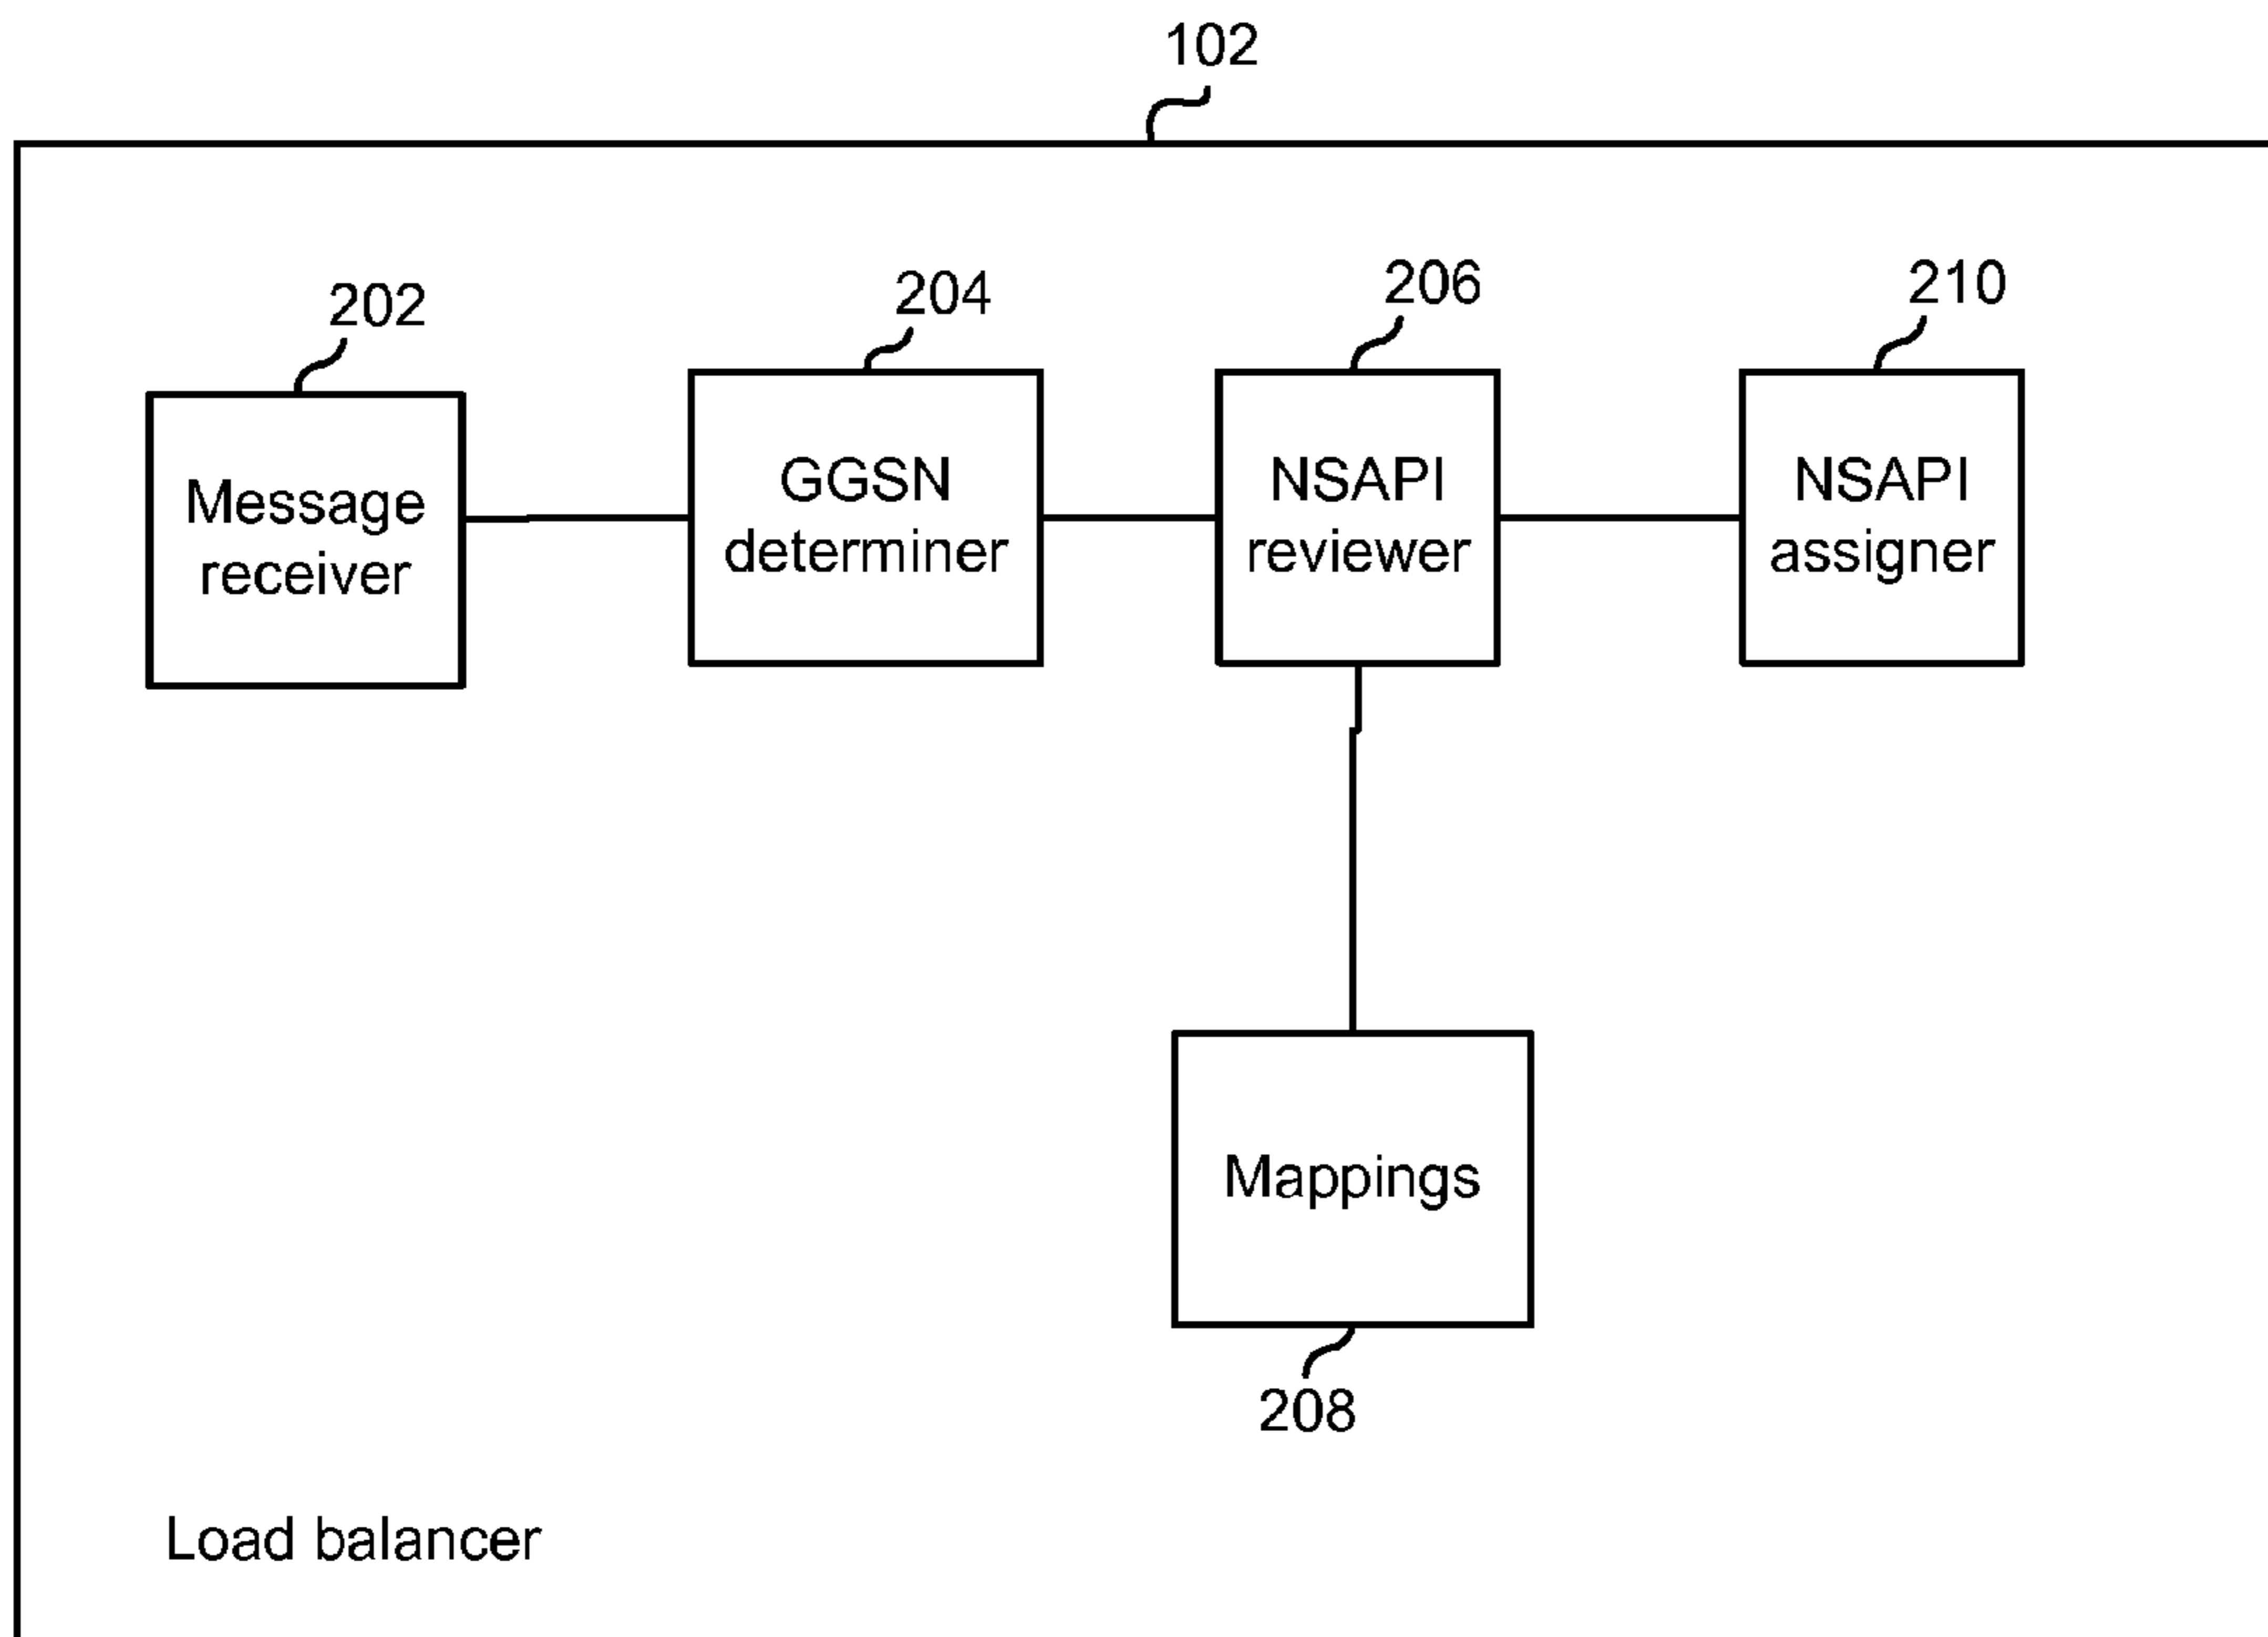 102
202
204
206
210
Message
receiver
GGSN
determiner
NSAPI
reviewer
NSAPI
assigner
Mappings
208
Load balancer